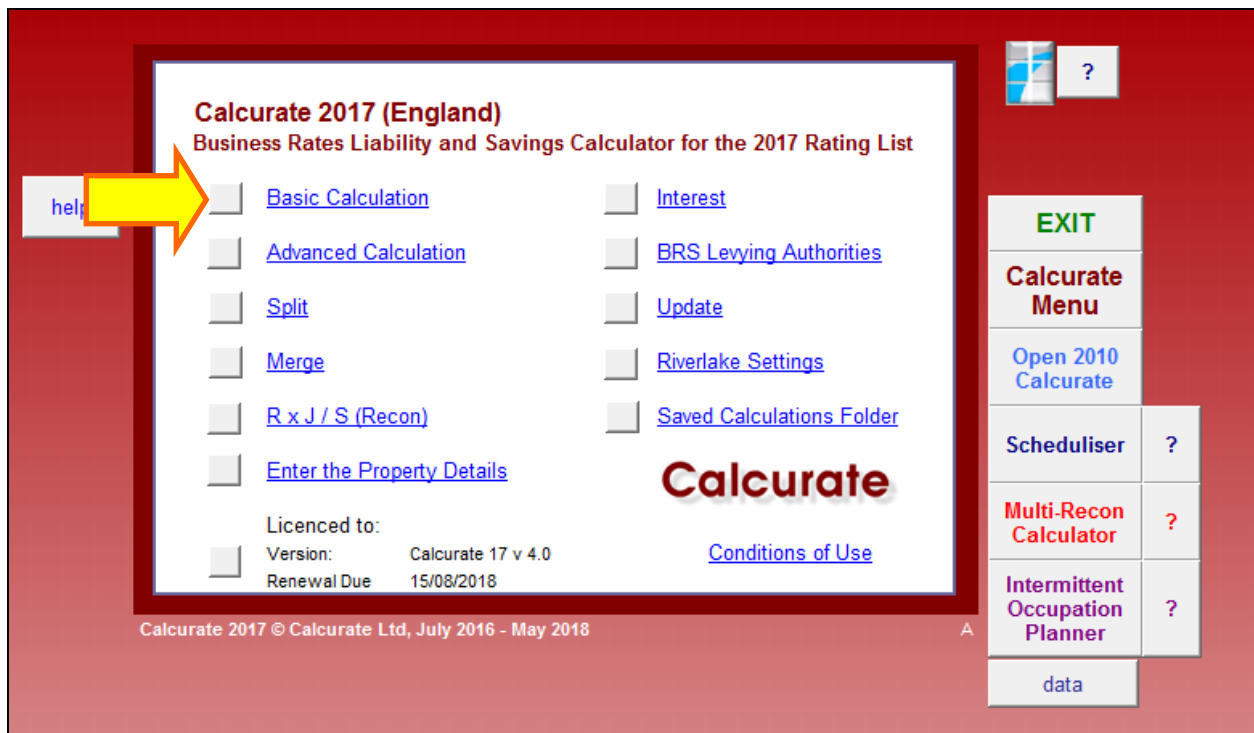 ?
Calcurate 2017 (England)
Business Rates Liability and Savings Calculator for the 2017 Rating List
help
Basic Calculation
Advanced Calculation
Split
Merge
R x J / S (Recon)
Enter the Property Details
Interest
BRS Levying Authorities
Update
Riverlake Settings
Saved Calculations Folder
Calcurate
Licenced to:
Version: Calcurate 17 v 4.0
Renewal Due 15/08/2018
Conditions of Use
Calcurate 2017 © Calcurate Ltd, July 2016 - May 2018 A
EXIT
Calcurate
Menu
Open 2010
Calcurate
Scheduliser ?
Multi-Recon
Calculator ?
Intermittent
Occupation
Planner ?
data